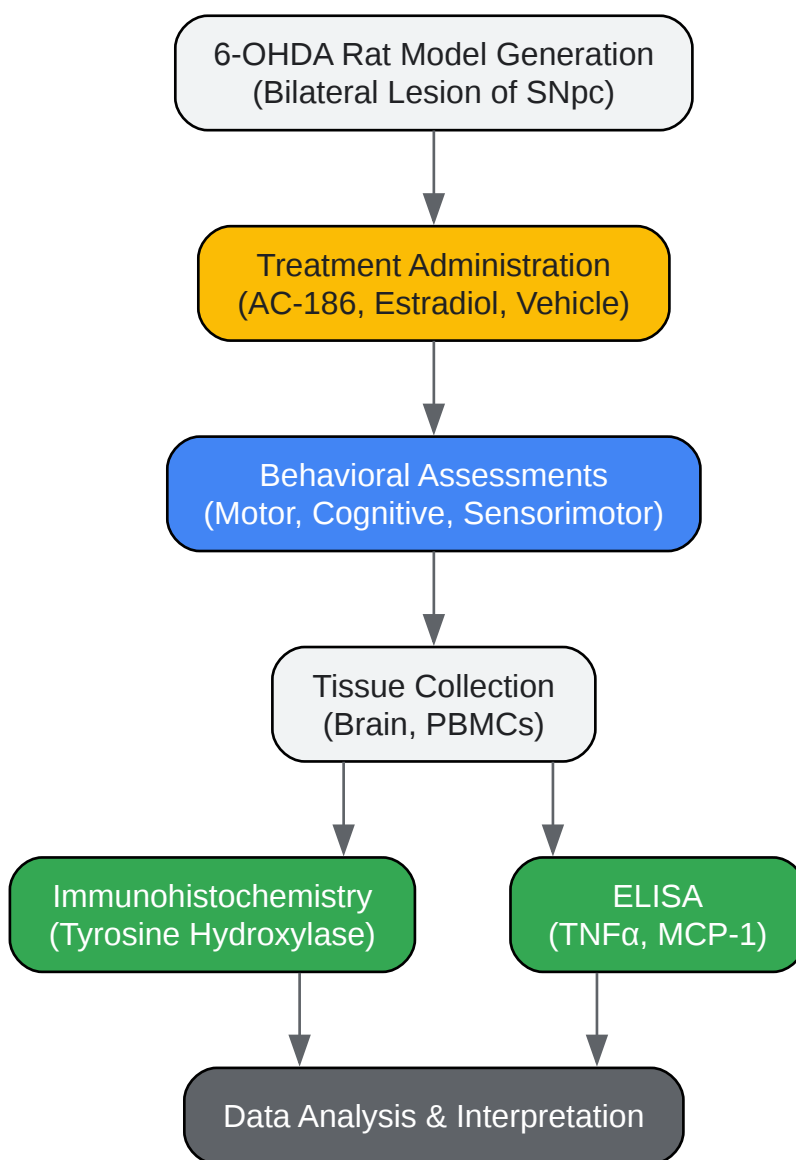 6-OHDA Rat Model Generation
(Bilateral Lesion of SNpc)
Treatment Administration
(AC-186, Estradiol, Vehicle)
Behavioral Assessments
(Motor, Cognitive, Sensorimotor)
Tissue Collection
(Brain, PBMCs)
Immunohistochemistry
(Tyrosine Hydroxylase)
ELISA
(TNFα, MCP-1)
Data Analysis & Interpretation